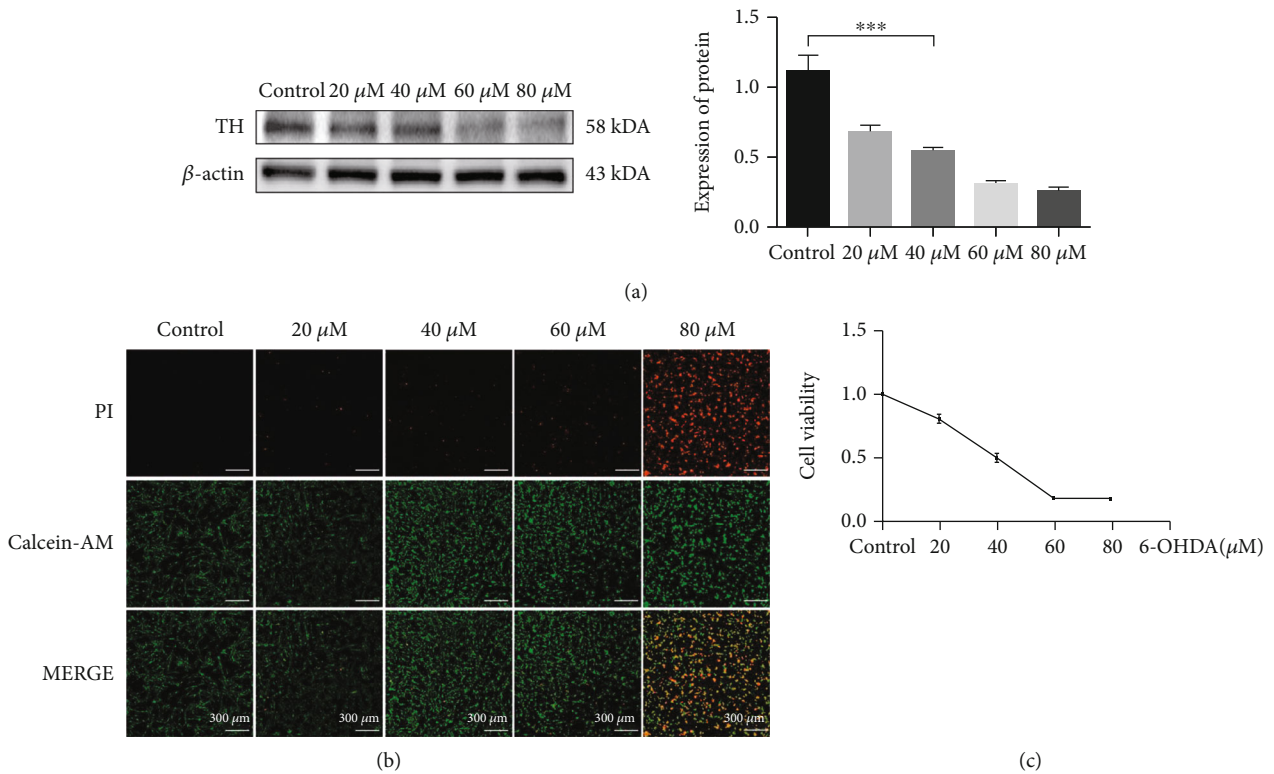 Control 20 μM 40 μM 60 μM 80 μM
TH
58 kDA
β-actin
43 kDA
Expression of protein
1.5
1.0
0.5
0.0
***
Control 20 μM 40 μM 60 μM 80 μM
(a)
Control 20 μM 40 μM 60 μM 80 μM
PI
Calcein-AM
MERGE
300 μm 300 μm 300 μm 300 μm 300 μm
(b)
Cell viability
1.5
1.0
0.5
0.0
Control 20 40 60 80 6-OHDA(μM)
(c)